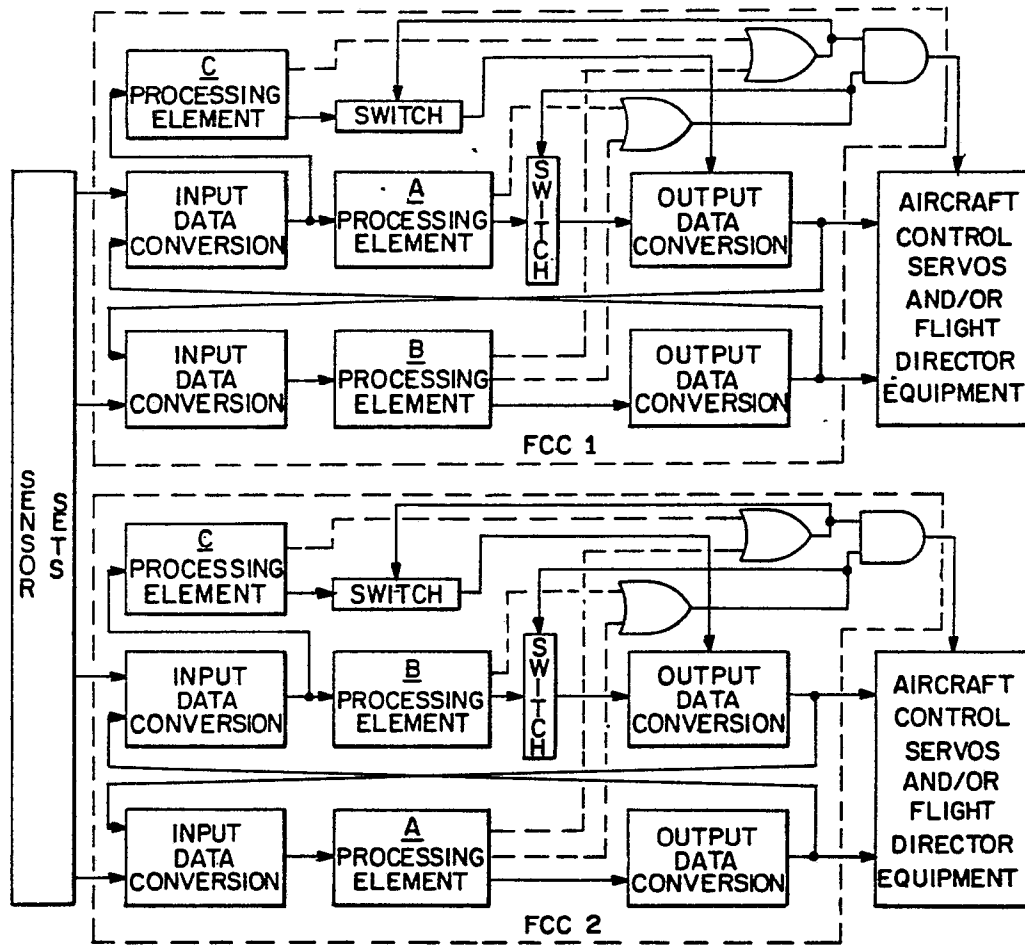 C
PROCESSING
ELEMENT
SWITCH
INPUT
DATA
CONVERSION
A
PROCESSING
ELEMENT
SWITCH
OUTPUT
DATA
CONVERSION
AIRCRAFT
CONTROL
SERVOS
AND/OR
FLIGHT
DIRECTOR
EQUIPMENT
INPUT
DATA
CONVERSION
B
PROCESSING
ELEMENT
OUTPUT
DATA
CONVERSION
FCC 1
SENSOR
SETS
C
PROCESSING
ELEMENT
SWITCH
INPUT
DATA
CONVERSION
B
PROCESSING
ELEMENT
SWITCH
OUTPUT
DATA
CONVERSION
AIRCRAFT
CONTROL
SERVOS
AND/OR
FLIGHT
DIRECTOR
EQUIPMENT
INPUT
DATA
CONVERSION
A
PROCESSING
ELEMENT
OUTPUT
DATA
CONVERSION
FCC 2